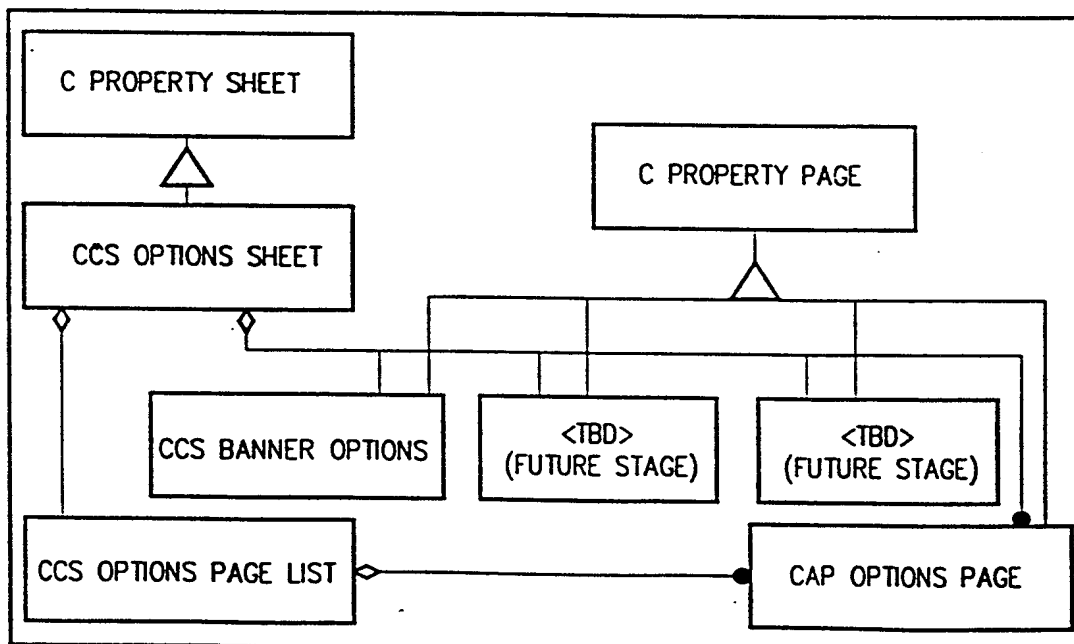 C PROPERTY SHEET
C PROPERTY PAGE
CCS OPTIONS SHEET
CCS BANNER OPTIONS
<TBD>
(FUTURE STAGE)
<TBD>
(FUTURE STAGE)
CCS OPTIONS PAGE LIST
CAP OPTIONS PAGE